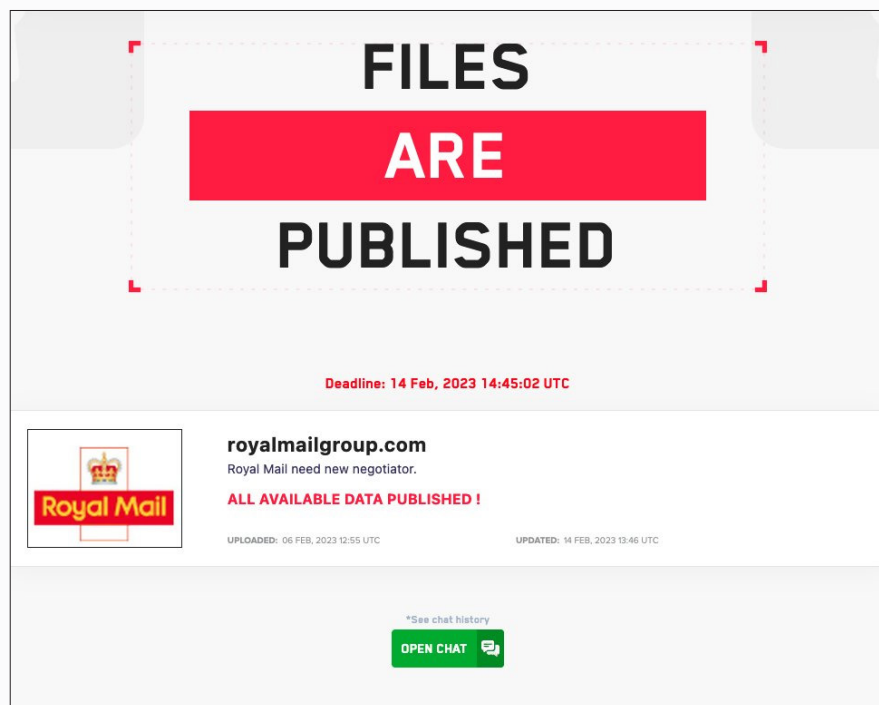 FILES
ARE
PUBLISHED
Deadline: 14 Feb, 2023 14:45:02 UTC
Royal Mail
royalmailgroup.com
Royal Mail need new negotiator.
ALL AVAILABLE DATA PUBLISHED !
UPLOADED: 06 FEB, 2023 12:55 UTC
UPDATED: 14 FEB, 2023 13:46 UTC
*See chat history
OPEN CHAT